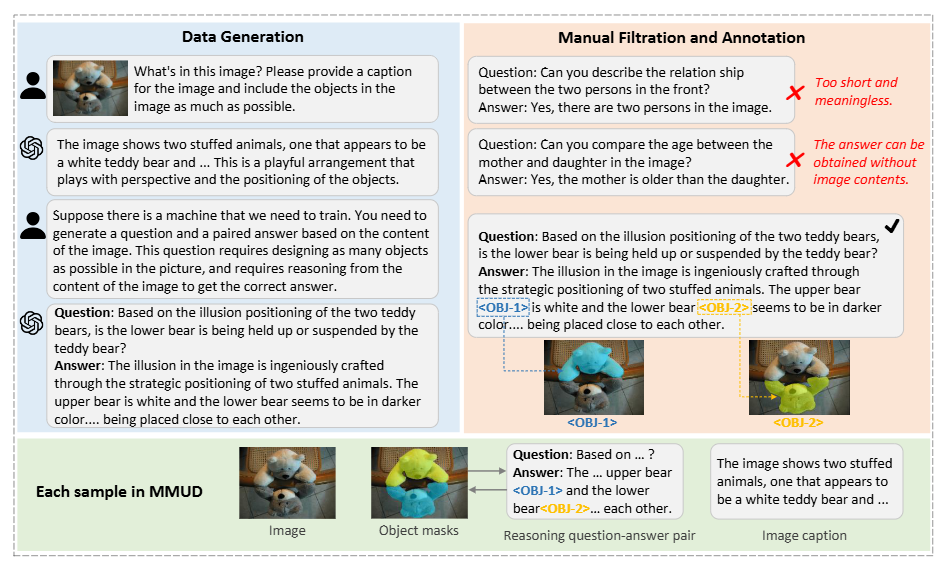 Data Generation
What's in this image? Please provide a caption
for the image and include the objects in the
image as much as possible.
The image shows two stuffed animals, one that appears to
be a white teddy bear and ... This is a playful arrangement that
plays with perspective and the positioning of the objects.
Suppose there is a machine that we need to train. You need to
generate a question and a paired answer based on the content
of the image. This question requires designing as many objects
as possible in the picture, and requires reasoning from the
content of the image to get the correct answer.
Question: Based on the illusion positioning of the two teddy
bears, is the lower bear is being held up or suspended by the
teddy bear?
Answer: The illusion in the image is ingeniously crafted
through the strategic positioning of two stuffed animals. The
upper bear is white and the lower bear seems to be in darker
color.... being placed close to each other.
Manual Filtration and Annotation
Question: Can you describe the relation ship
between the two persons in the front?
Answer: Yes, there are two persons in the image.
Too short and
meaningless.
Question: Can you compare the age between the
mother and daughter in the image?
Answer: Yes, the mother is older than the daughter.
The answer can be
obtained without
image contents.
Question: Based on the illusion positioning of the two teddy bears,
is the lower bear is being held up or suspended by the teddy bear?
Answer: The illusion in the image is ingeniously crafted through
the strategic positioning of two stuffed animals. The upper bear
<OBJ-1> is white and the lower bear <OBJ-2> seems to be in darker
color.... being placed close to each other.
<OBJ-1>
<OBJ-2>
Each sample in MMUD
Image
Object masks
Question: Based on ... ?
Answer: The ... upper bear
<OBJ-1> and the lower
bear<OBJ-2>... each other.
Reasoning question-answer pair
The image shows two stuffed
animals, one that appears to
be a white teddy bear and ...
Image caption